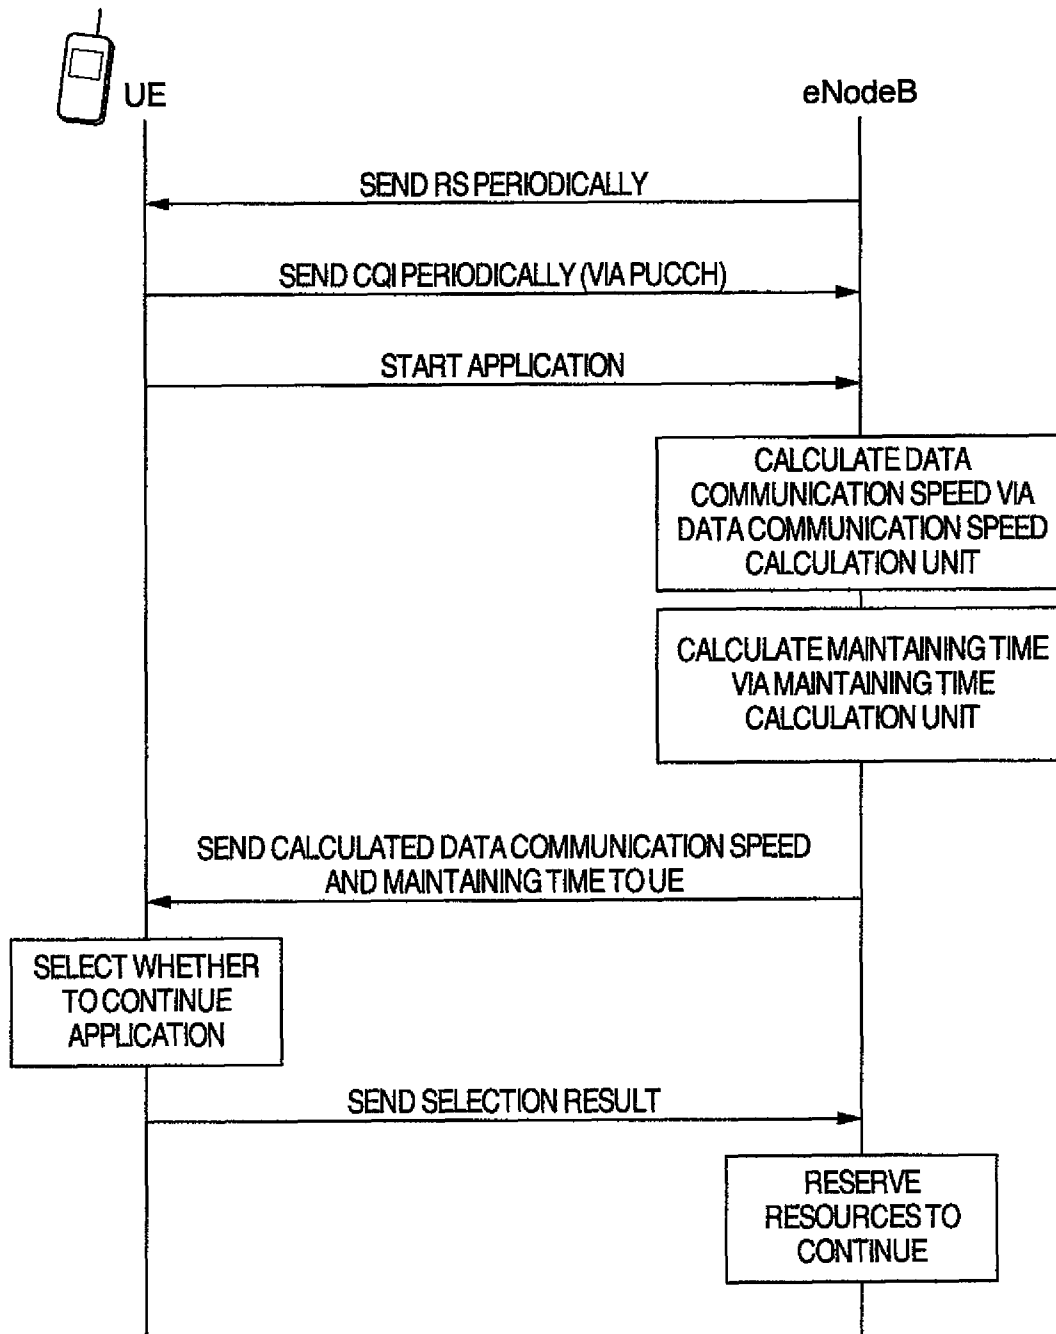 UE
eNodeB
SEND RS PERIODICALLY
SEND CQI PERIODICALLY (VIA PUCCH)
START APPLICATION
CALCULATE DATA
COMMUNICATION SPEED VIA
DATA COMMUNICATION SPEED
CALCULATION UNIT
CALCULATE MAINTAINING TIME
VIA MAINTAINING TIME
CALCULATION UNIT
SEND CALCULATED DATA COMMUNICATION SPEED
AND MAINTAINING TIME TO UE
SELECT WHETHER
TO CONTINUE
APPLICATION
SEND SELECTION RESULT
RESERVE
RESOURCES TO
CONTINUE